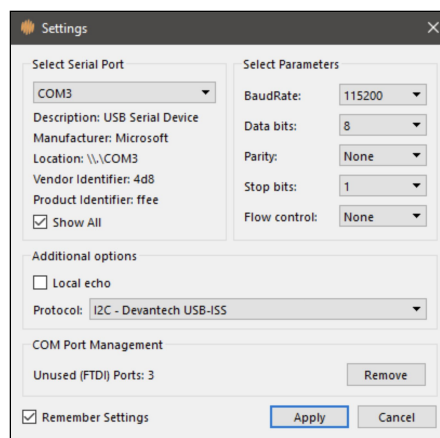 Settings
Select Serial Port
COM3
Description: USB Serial Device
Manufacturer: Microsoft
Location: \\.\COM3
Vendor Identifier: 4d8
Product Identifier: ffee
Show All
Select Parameters
BaudRate: 115200
Data bits: 8
Parity: None
Stop bits: 1
Flow control: None
Additional options
Local echo
Protocol: I2C - Devantech USB-ISS
COM Port Management
Unused (FTDI) Ports: 3 Remove
Remember Settings Apply Cancel